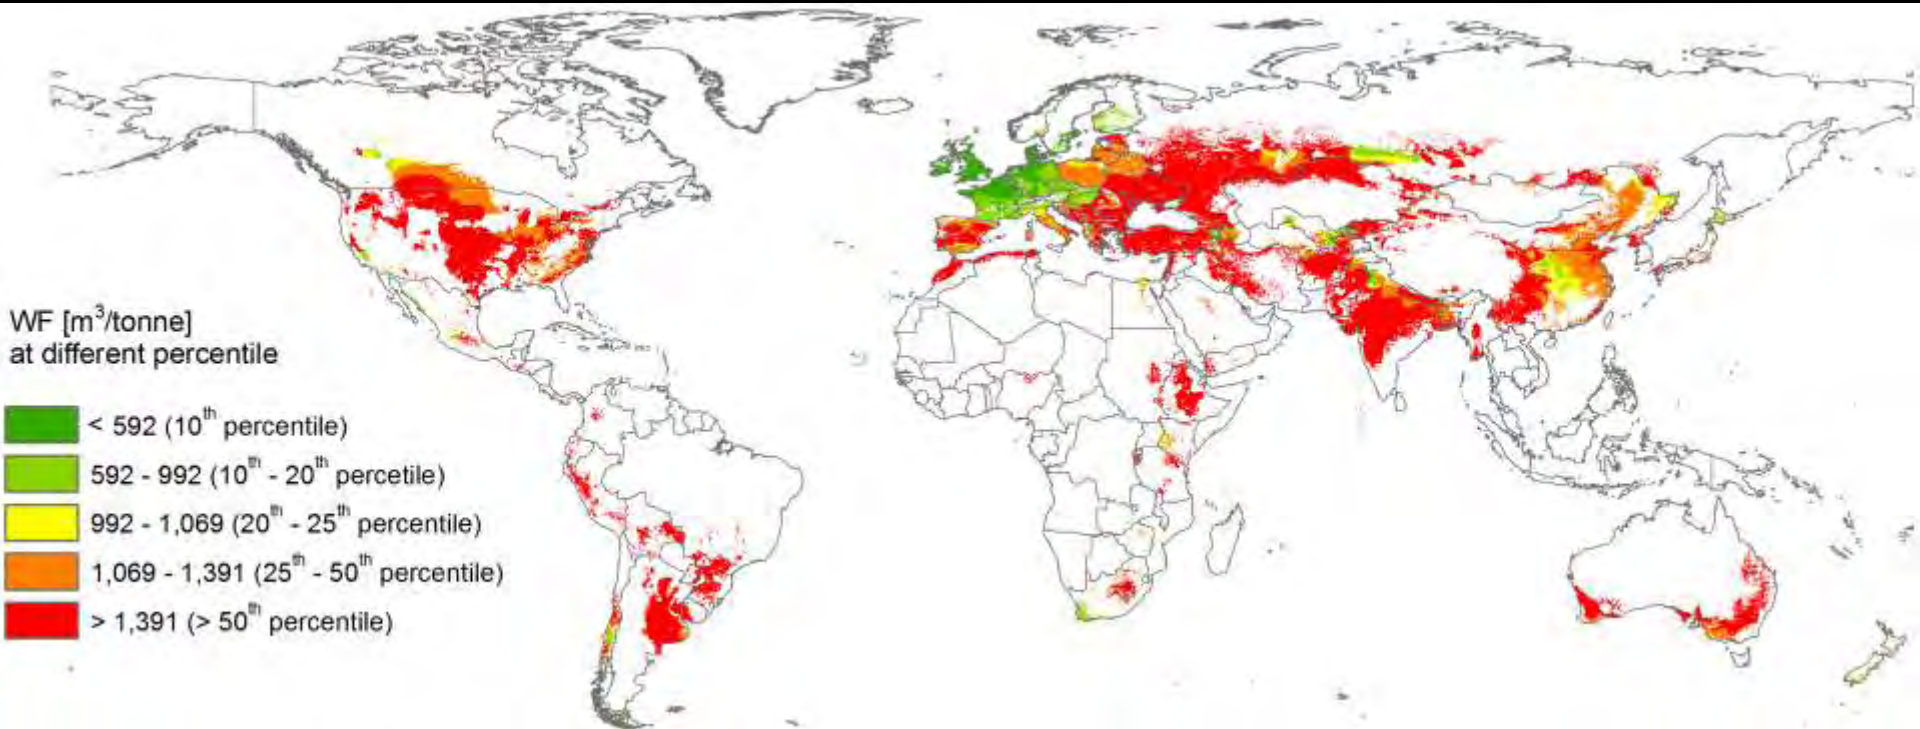 WF [m³/tonne]
at different percentile
< 592 (10th percentile)
592 - 992 (10th - 20th percetile)
992 - 1,069 (20th - 25th percentile)
1,069 - 1,391 (25th - 50th percentile)
> 1,391 (> 50th percentile)